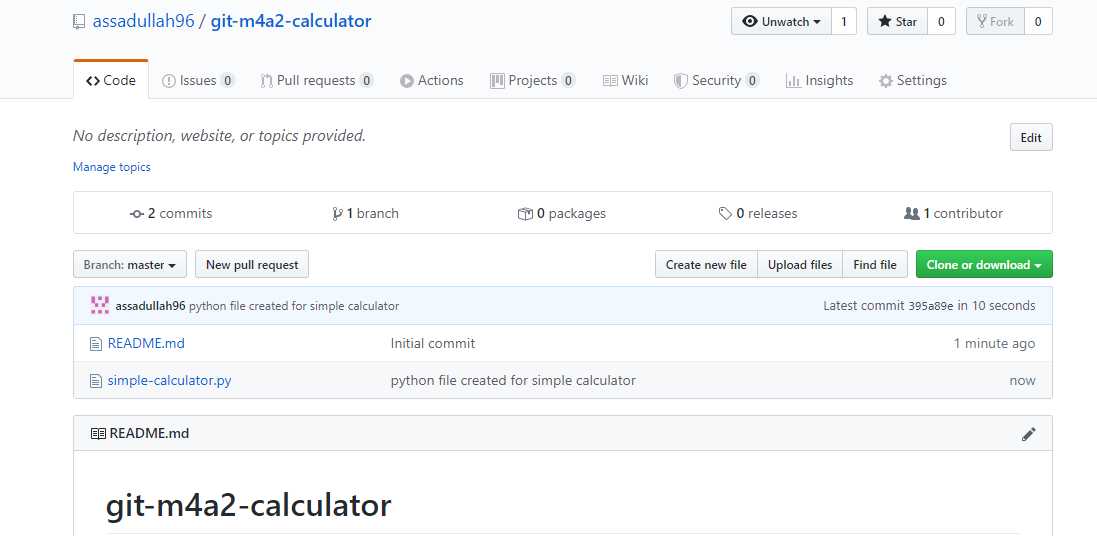 assadullah96 / git-m4a2-calculator Unwatch 1 Star 0 Fork 0
Code Issues 0 Pull requests 0 Actions Projects 0 Wiki Security 0 Insights Settings
No description, website, or topics provided. Edit
Manage topics
2 commits 1 branch 0 packages 0 releases 1 contributor
Branch: master New pull request Create new file Upload files Find file Clone or download
assadullah96 python file created for simple calculator Latest commit 395a89e in 10 seconds
README.md Initial commit 1 minute ago
simple-calculator.py python file created for simple calculator now
README.md
git-m4a2-calculator